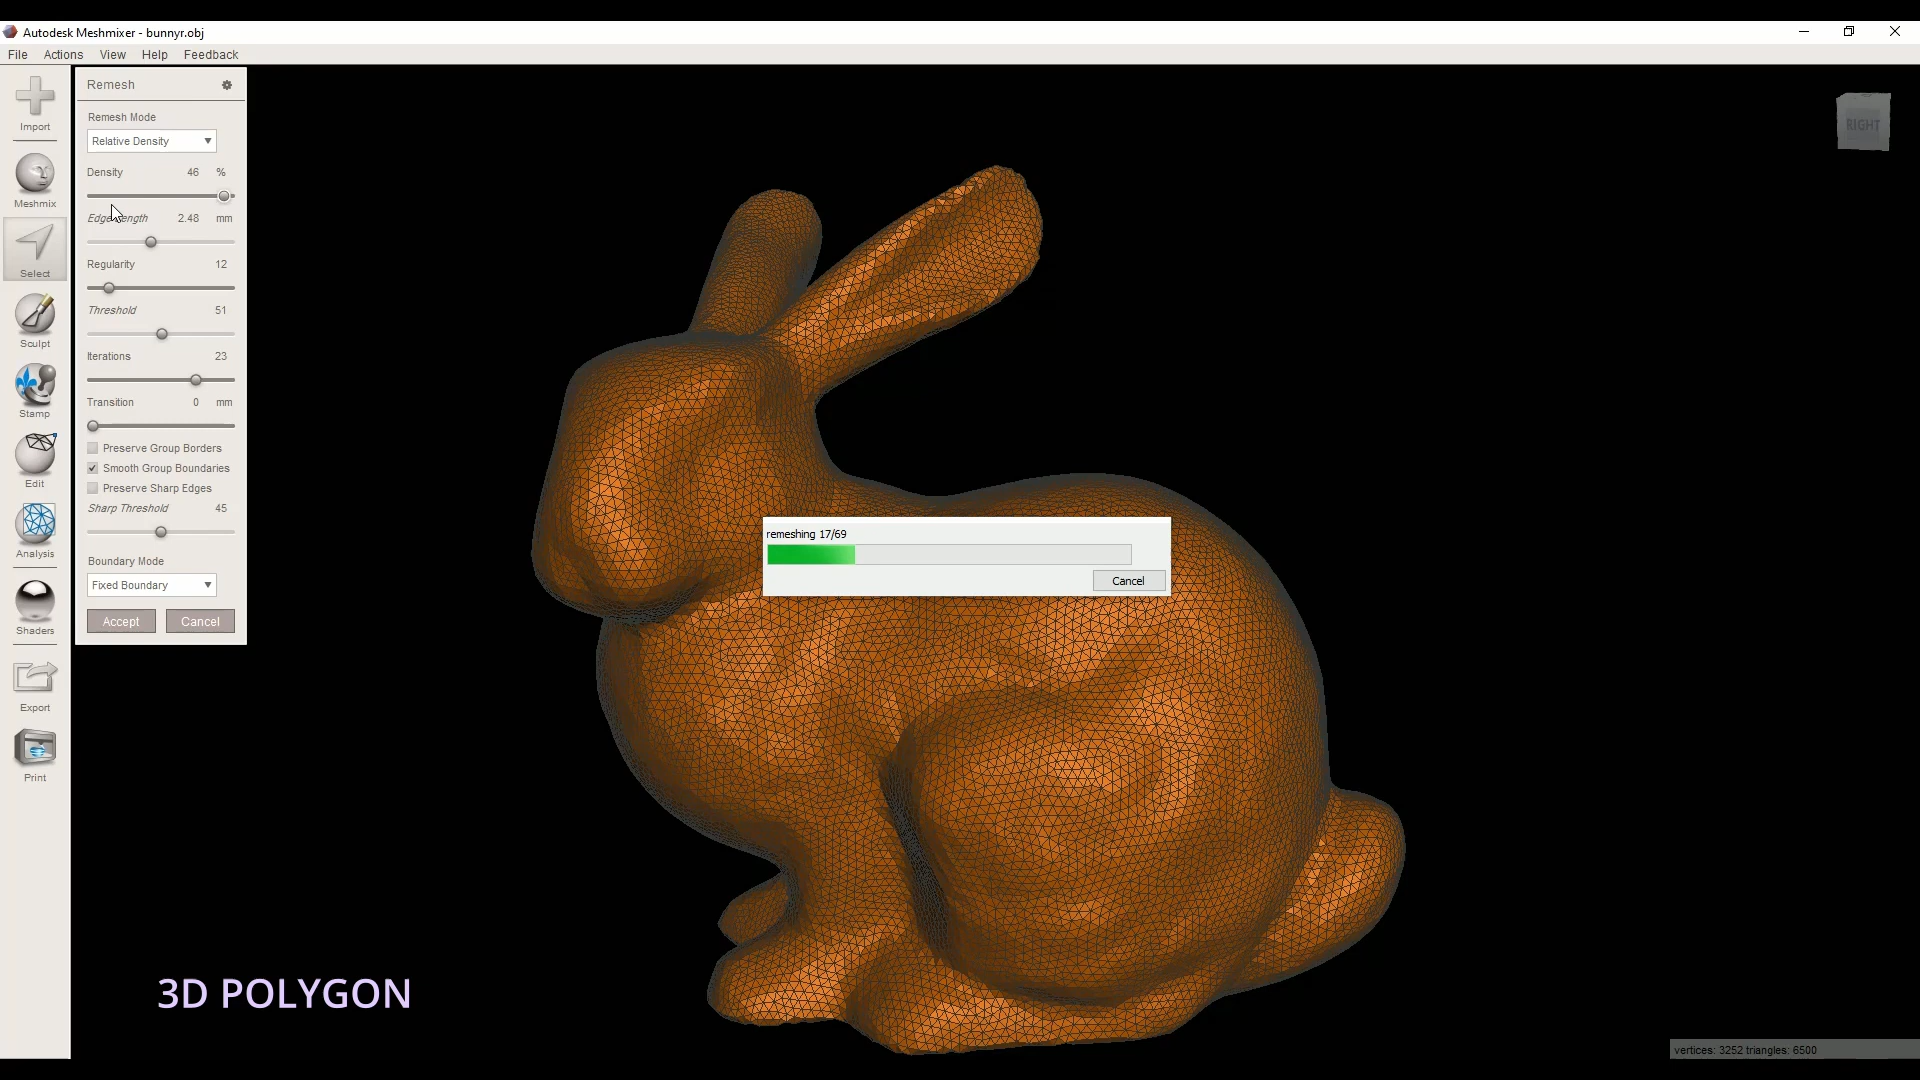 Autodesk Meshmixer - bunnyr.obj
File Actions View Help Feedback
Import
Meshmix
Select
Sculpt
Stamp
Edit
Analysis
Shaders
Export
Print
Remesh
Remesh Mode
Relative Density
Density 46 %
Edge Length 2.48 mm
Regularity 12
Threshold 51
Iterations 23
Transition 0 mm
Preserve Group Borders
Smooth Group Boundaries
Preserve Sharp Edges
Sharp Threshold 45
Boundary Mode
Fixed Boundary
Accept Cancel
RIGHT
remeshing 17/69
Cancel
3D POLYGON
vertices: 3252 triangles: 6500